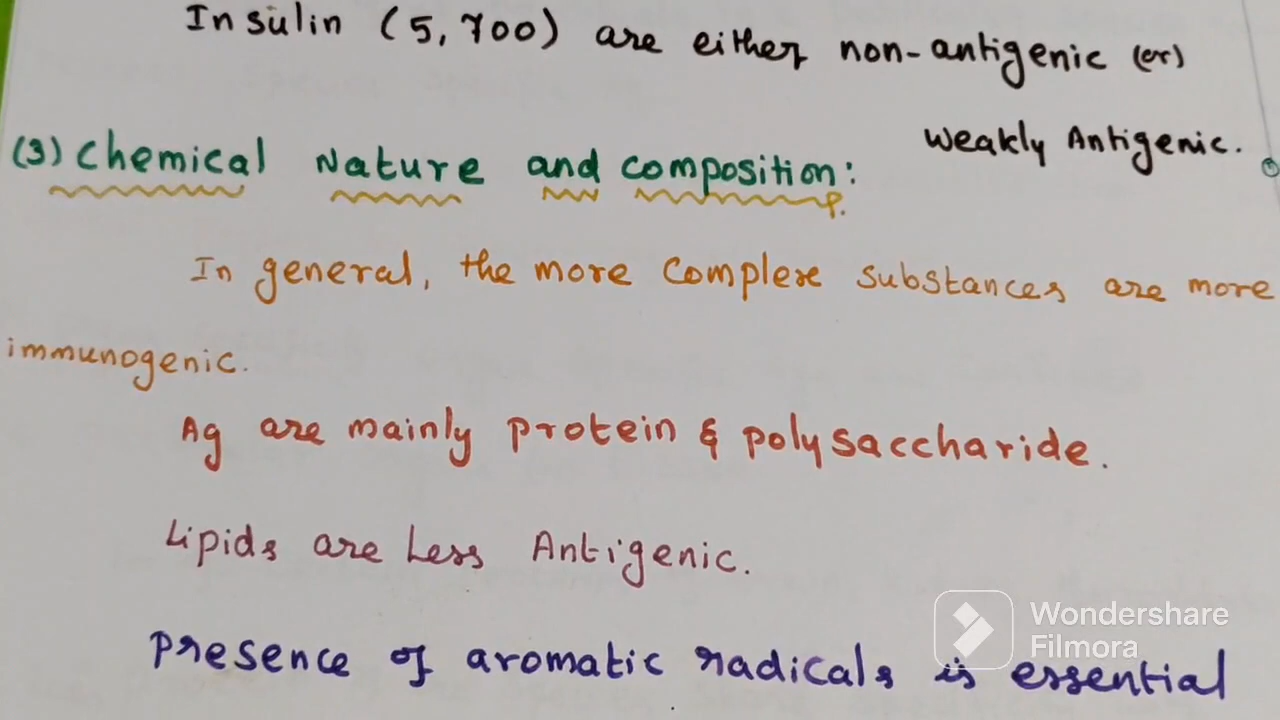 Insulin (5,700) are either non-antigenic (or)
weakly Antigenic.
(3) Chemical Nature and composition:
In general, the more complex substances are more
immunogenic.
Ag are mainly protein & polysaccharide.
Lipids are Less Antigenic.
Presence of aromatic radicals is essential
Wondershare
Filmora